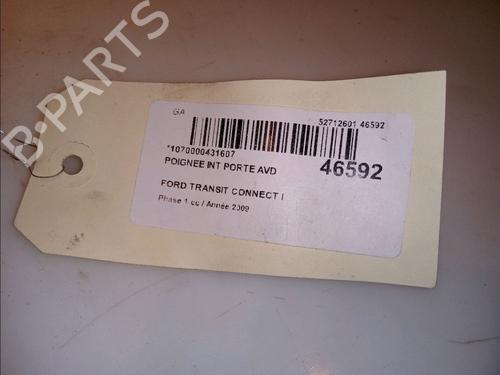 B-PARTS
GA
52712601 46592
*1070000431607
POIGNEE INT PORTE AVD
46592
FORD TRANSIT CONNECT I
Phase 1 cc / Année 2009